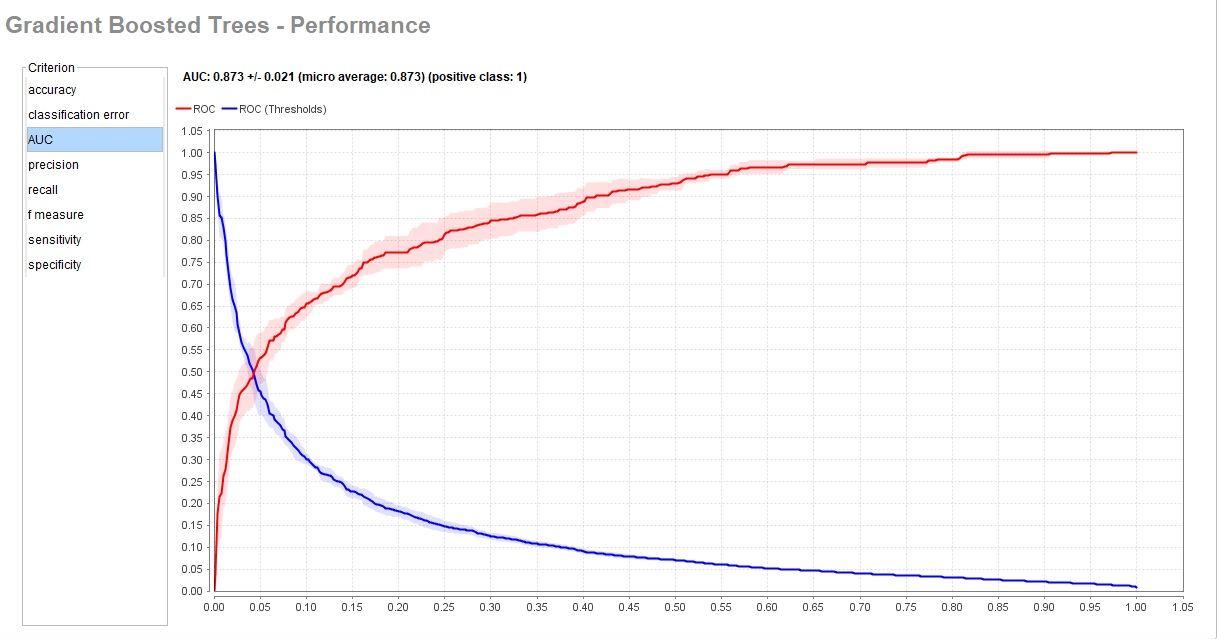 Gradient Boosted Trees - Performance
Criterion
accuracy
classification error
AUC
precision
recall
f measure
sensitivity
specificity
AUC: 0.873 +/- 0.021 (micro average: 0.873) (positive class: 1)
ROC ROC (Thresholds)
1.05
1.00
0.95
0.90
0.85
0.80
0.75
0.70
0.65
0.60
0.55
0.50
0.45
0.40
0.35
0.30
0.25
0.20
0.15
0.10
0.05
0.00
0.00 0.05 0.10 0.15 0.20 0.25 0.30 0.35 0.40 0.45 0.50 0.55 0.60 0.65 0.70 0.75 0.80 0.85 0.90 0.95 1.00 1.05